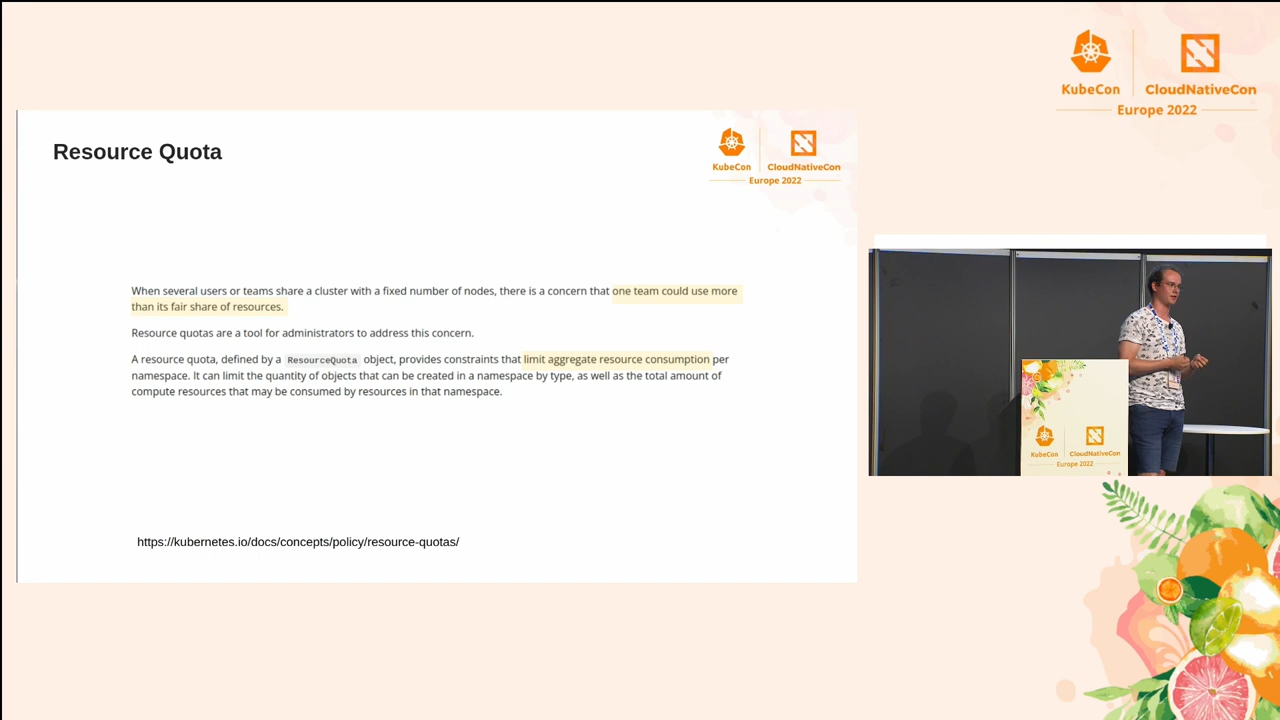 KubeCon
CloudNativeCon
Europe 2022
Resource Quota
KubeCon
CloudNativeCon
Europe 2022
When several users or teams share a cluster with a fixed number of nodes, there is a concern that one team could use more
than its fair share of resources.
Resource quotas are a tool for administrators to address this concern.
A resource quota, defined by a ResourceQuota object, provides constraints that limit aggregate resource consumption per
namespace. It can limit the quantity of objects that can be created in a namespace by type, as well as the total amount of
compute resources that may be consumed by resources in that namespace.
https://kubernetes.io/docs/concepts/policy/resource-quotas/
KubeCon
CloudNativeCon
Europe 2022